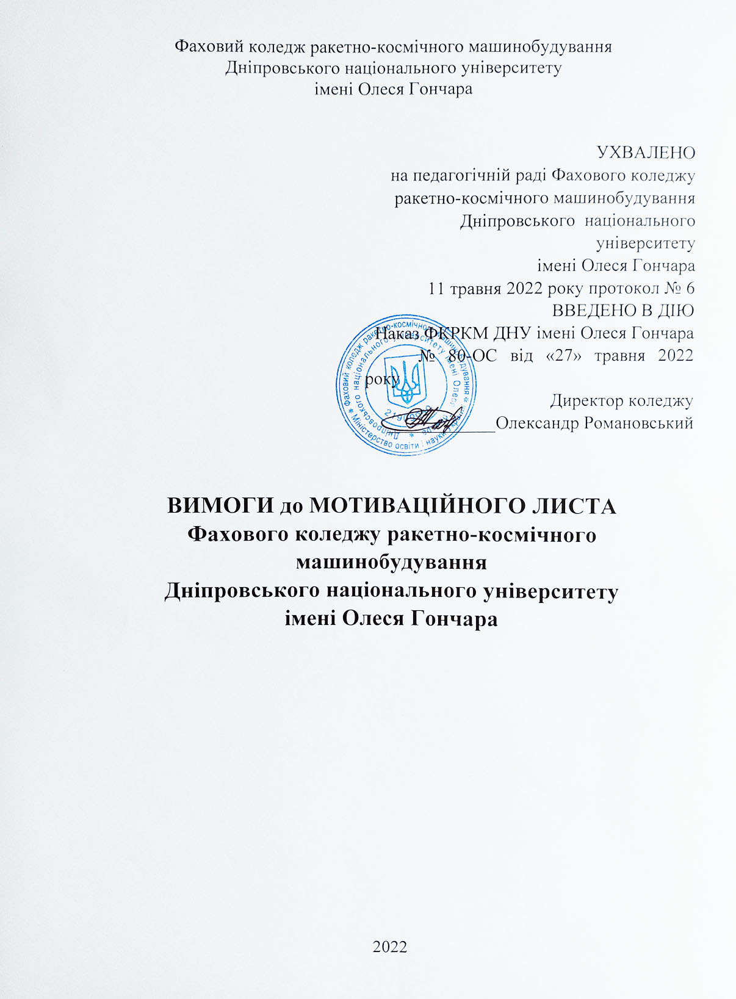 Фаховий коледж ракетно-космічного машинобудування
Дніпровського національного університету
імені Олеся Гончара
УХВАЛЕНО
на педагогічній раді Фахового коледжу
ракетно-космічного машинобудування
Дніпровського національного
університету
імені Олеся Гончара
11 травня 2022 року протокол № 6
ВВЕДЕНО В ДІЮ
Наказ ФКРКМ ДНУ імені Олеся Гончара
№ 80-ОС від «27» травня 2022
року
Директор коледжу
Олександр Романовський
Фаховий коледж ракетно-космічного машинобудування
Міністерство освіти і науки України
Дніпровського національного університету імені Олеся
ВИМОГИ до МОТИВАЦІЙНОГО ЛИСТА
Фахового коледжу ракетно-космічного
машинобудування
Дніпровського національного університету
імені Олеся Гончара
2022